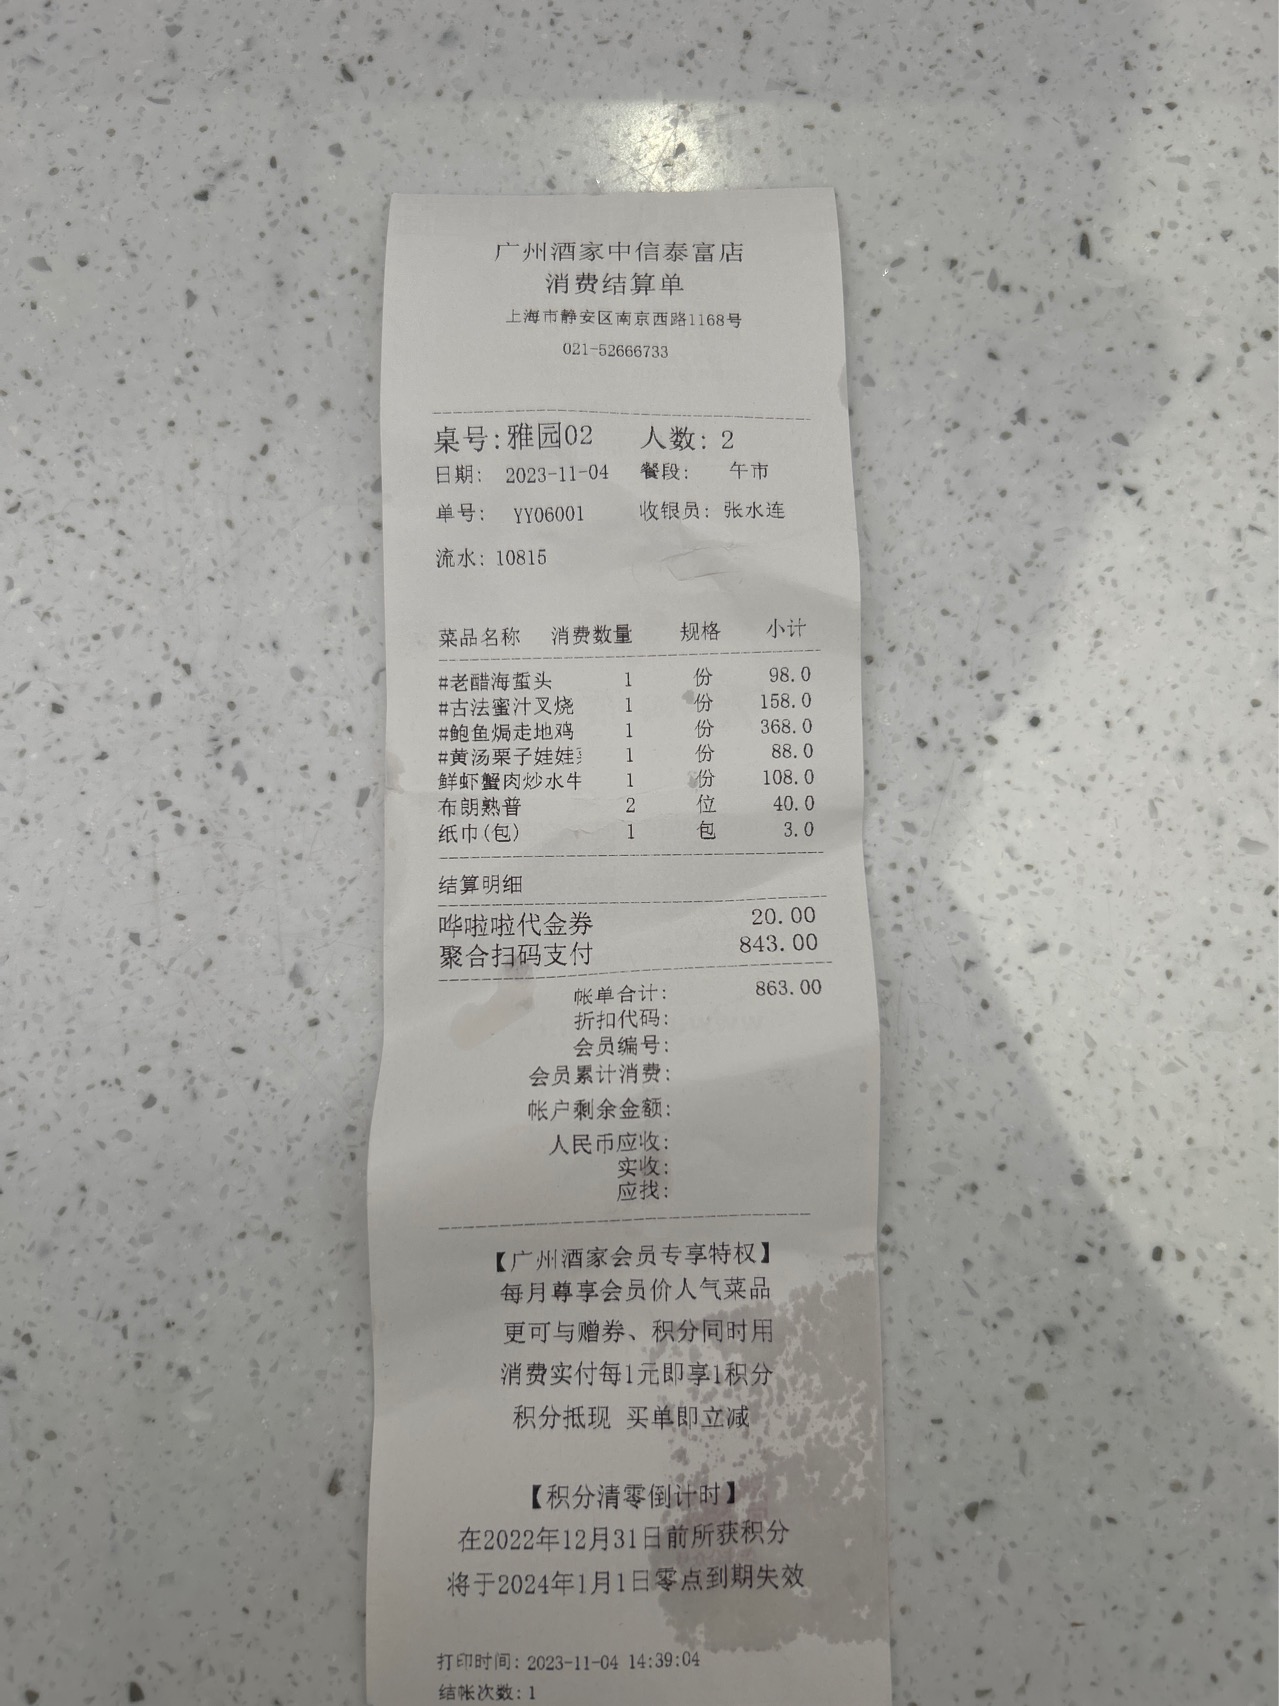 广州酒家中信泰富店
消费结算单
上海市静安区南京西路1168号
021-52666733
桌号:雅园02 人数: 2
日期: 2023-11-04 餐段: 午市
单号: YY06001 收银员: 张水连
流水: 10815
菜品名称 消费数量 规格 小计
#老醋海蜇头 1 份 98.0
#古法蜜汁叉烧 1 份 158.0
#鲍鱼焗走地鸡 1 份 368.0
#黄汤栗子娃娃 1 份 88.0
鲜虾蟹肉炒水牛 1 份 108.0
布朗熟普 2 位 40.0
纸巾(包) 1 包 3.0
结算明细
哗啦啦代金券 20.00
聚合扫码支付 843.00
帐单合计: 863.00
折扣代码:
会员编号:
会员累计消费:
帐户剩余金额:
人民币应收:
实收:
应找:
【广州酒家会员专享特权】
每月尊享会员价人气菜品
更可与赠券、积分同时用
消费实付每1元即享1积分
积分抵现 买单即立减
【积分清零倒计时】
在2022年12月31日前所获积分
将于2024年1月1日零点到期失效
打印时间: 2023-11-04 14:39:04
结帐次数: 1